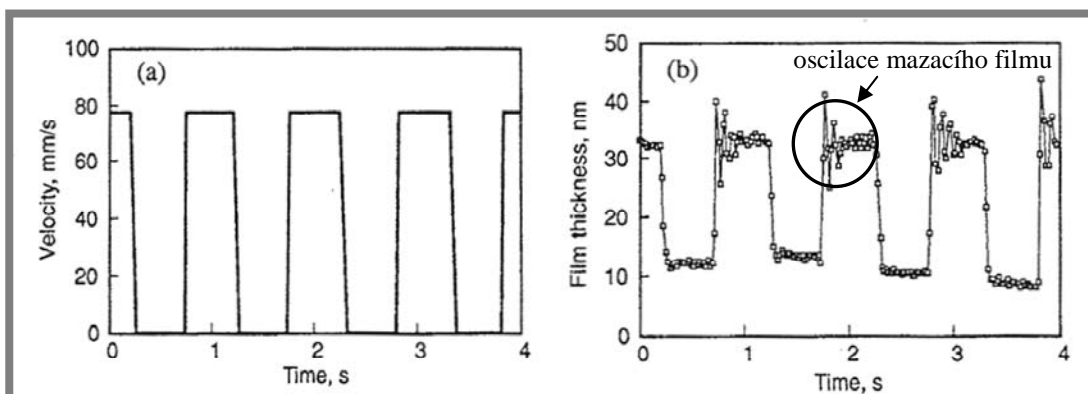 (a)
Velocity, mm/s
100
80
60
40
20
0
0 1 2 3 4
Time, s
(b)
oscilace mazacího filmu
Film thickness, nm
50
40
30
20
10
0
0 1 2 3 4
Time, s